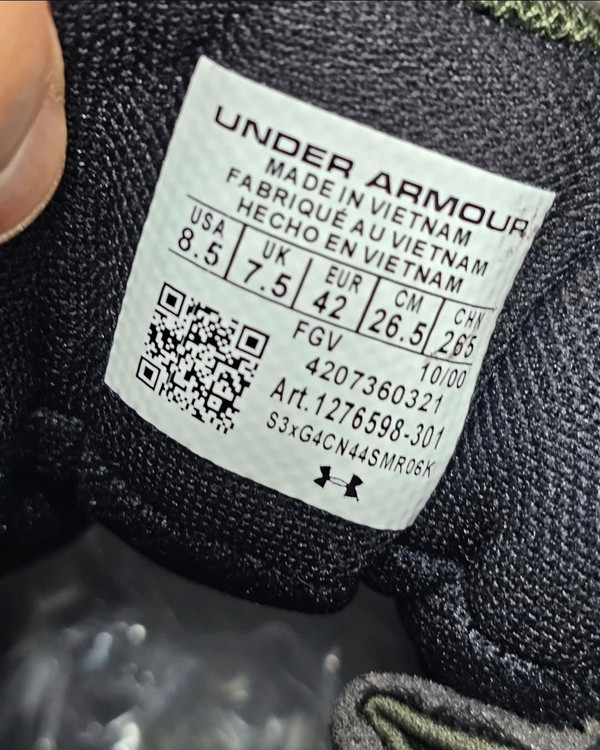 UNDER ARMOUR
MADE IN VIETNAM
FABRIQUÉ AU VIETNAM
HECHO EN VIETNAM
USA UK EUR CM CHN
8.5 7.5 42 26.5 265
FGV 10/00
4207360321
Art.1276598-301
S3xG4CN44SMR06K